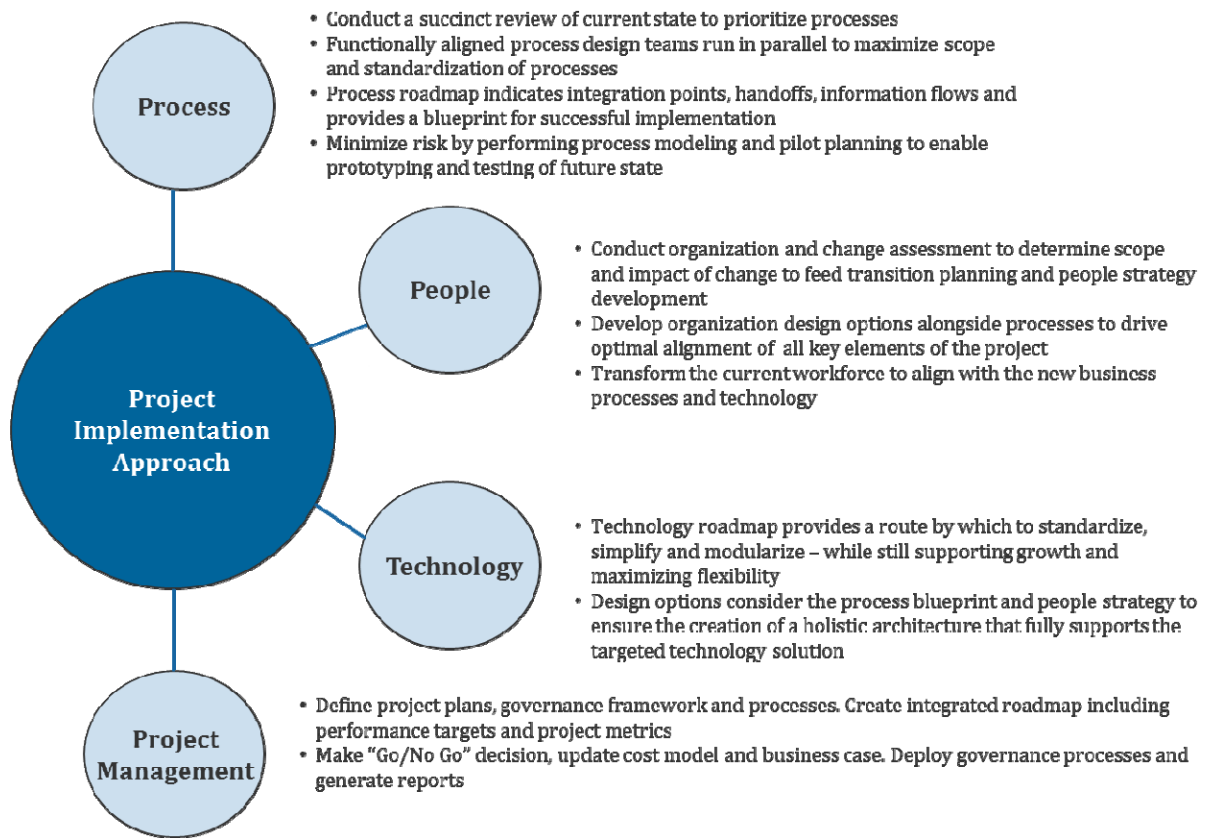 • Conduct a succinct review of current state to prioritize processes
• Functionally aligned process design teams run in parallel to maximize scope
and standardization of processes
• Process roadmap indicates integration points, handoffs, information flows and
provides a blueprint for successful implementation
• Minimize risk by performing process modeling and pilot planning to enable
prototyping and testing of future state
Process
• Conduct organization and change assessment to determine scope
and impact of change to feed transition planning and people strategy
development
• Develop organization design options alongside processes to drive
optimal alignment of all key elements of the project
• Transform the current workforce to align with the new business
processes and technology
People
Project
Implementation
Approach
• Technology roadmap provides a route by which to standardize,
simplify and modularize – while still supporting growth and
maximizing flexibility
• Design options consider the process blueprint and people strategy to
ensure the creation of a holistic architecture that fully supports the
targeted technology solution
Technology
• Define project plans, governance framework and processes. Create integrated roadmap including
performance targets and project metrics
• Make “Go/No Go” decision, update cost model and business case. Deploy governance processes and
generate reports
Project
Management